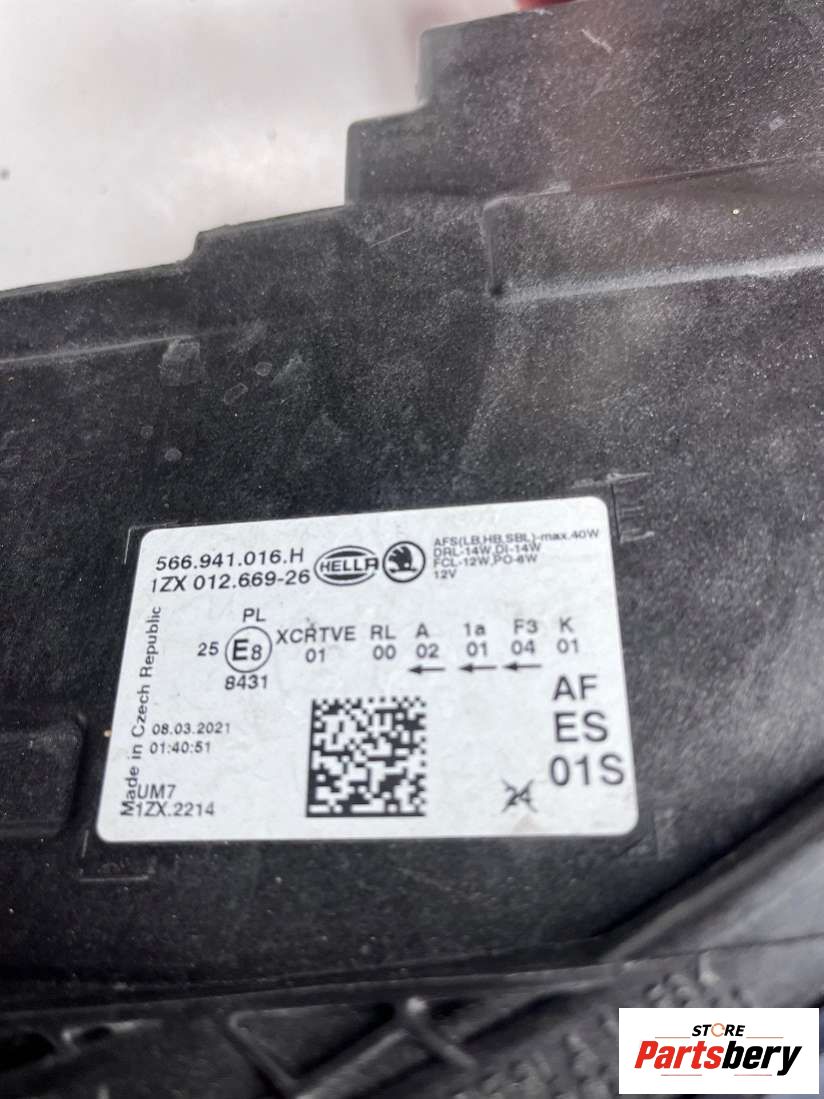 566.941.016.H
1ZX 012.669-26
HELLA
AFS(LB,HB,SBL)-max.40W
DRL-14W,DI-14W
FCL-12W,PO-6W
12V
PL
25 E8 XCRTVE RL A 1a F3 K
01 00 02 01 04 01
8431
Made in Czech Republic
08.03.2021
01:40:51
AF
ES
01S
UM7
1ZX.2214
24
STORE
Partsbery